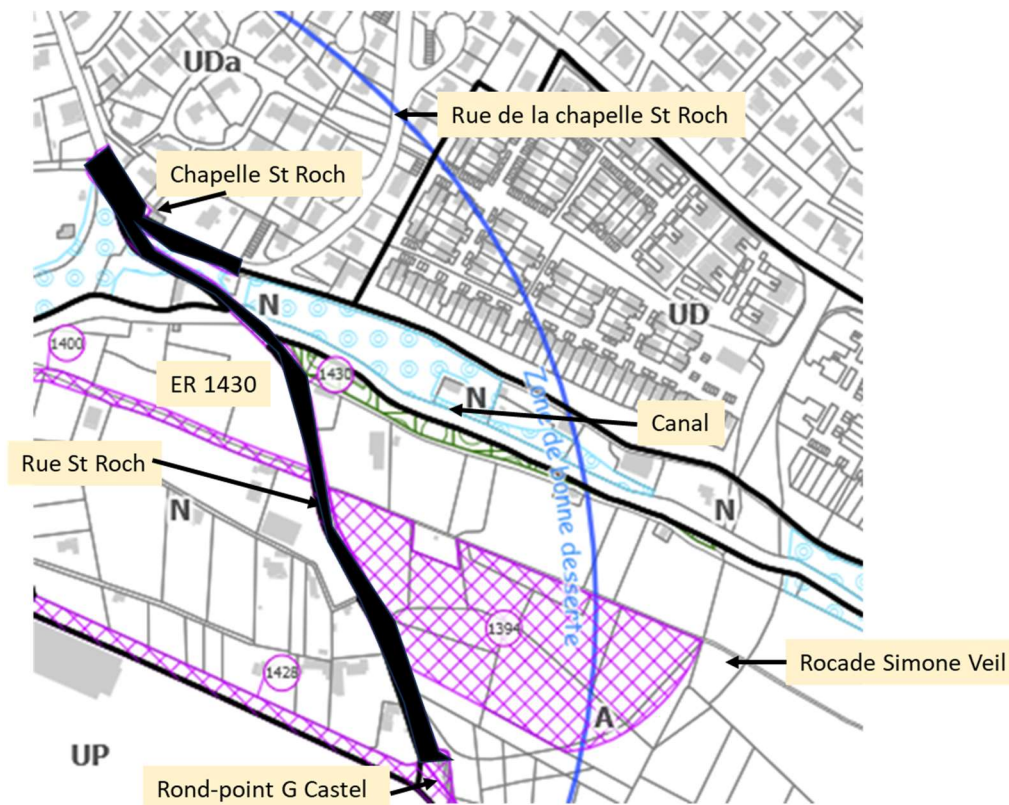 UDa
Rue de la chapelle St Roch
Chapelle St Roch
N
UD
1400
1430
ER 1430
N
Canal
Zone de bonne desserte
Rue St Roch
N
N
1394
Rocade Simone Veil
1428
A
UP
Rond-point G Castel